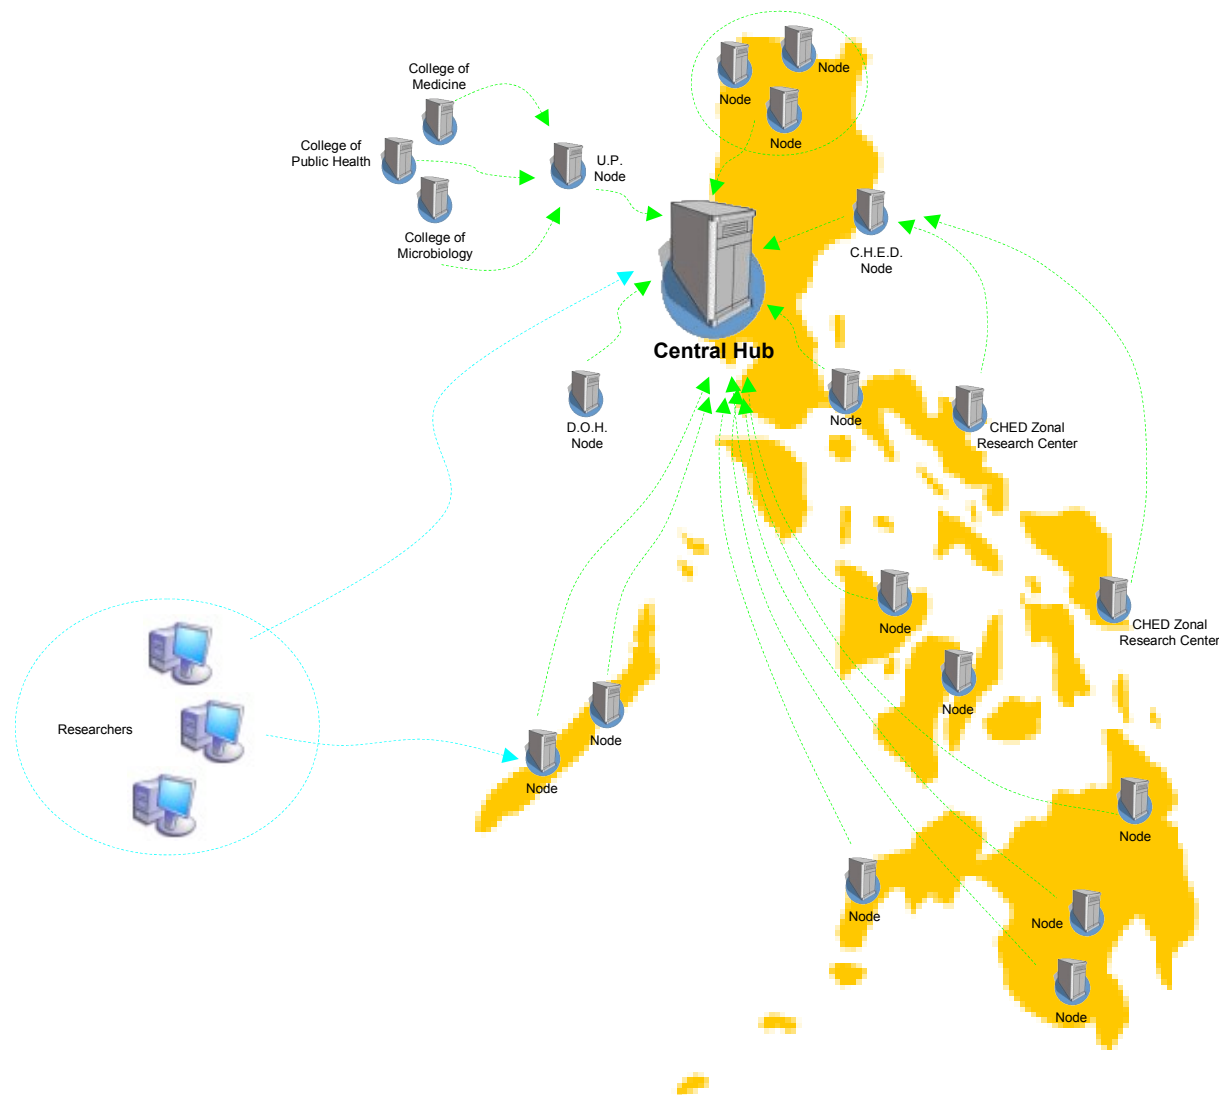 Node
Node
Node
College of
Medicine
College of
Public Health
College of
Microbiology
U.P.
Node
C.H.E.D.
Node
Central Hub
D.O.H.
Node
Node
CHED Zonal
Research Center
CHED Zonal
Research Center
Node
Node
Researchers
Node
Node
Node
Node
Node
Node